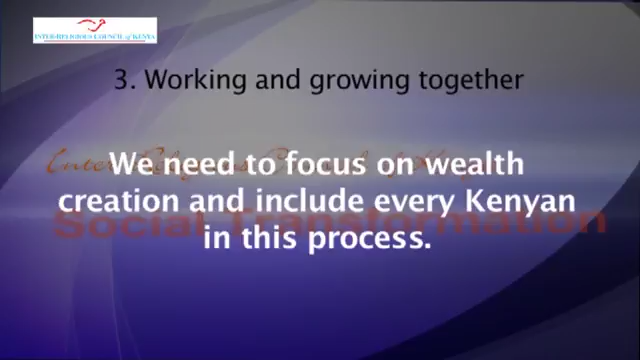 INTER-RELIGIOUS COUNCIL of KENYA
3. Working and growing together
We need to focus on wealth
creation and include every Kenyan
in this process.
Social Transformation